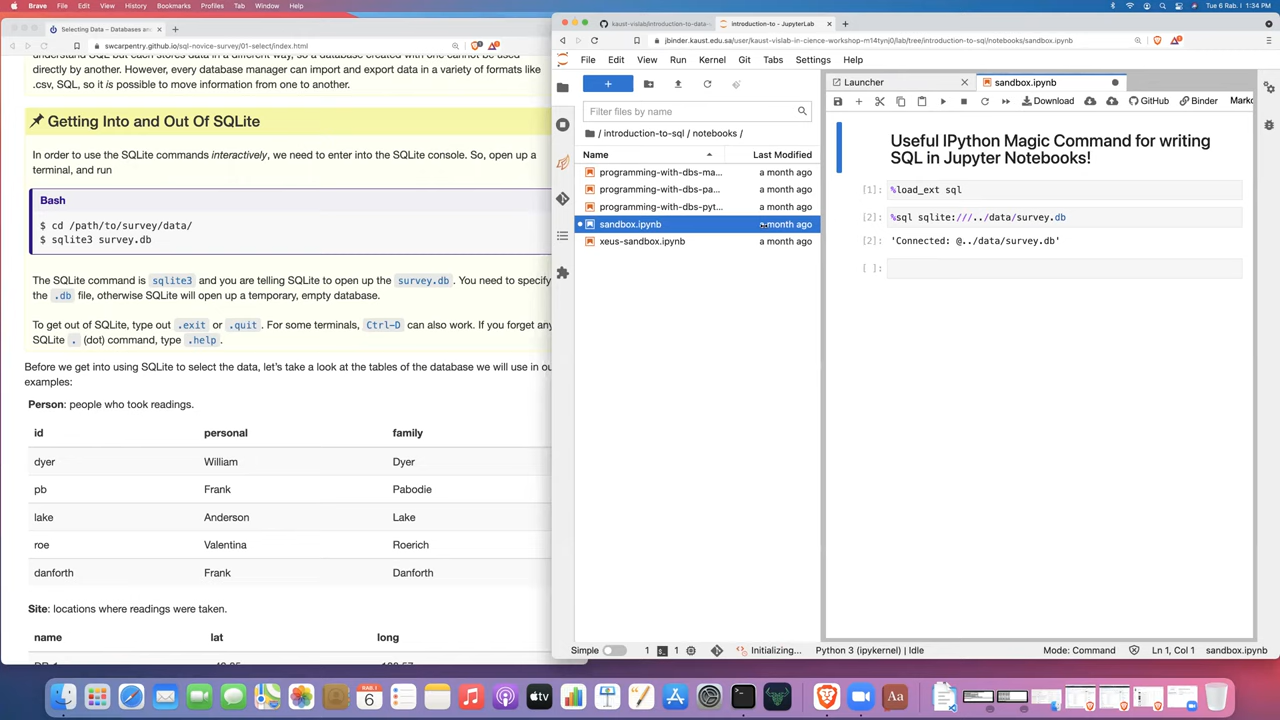 Brave File Edit View History Bookmarks Profiles Tab Window Help
Tue 6 Rab. I 1:34 PM
Selecting Data – Databases and
swcarpentry.github.io/sql-novice-survey/01-select/index.html
directly by another. However, every database manager can import and export data in a variety of formats like
.csv, SQL, so it is possible to move information from one to another.
Getting Into and Out Of SQLite
In order to use the SQLite commands interactively, we need to enter into the SQLite console. So, open up a
terminal, and run
Bash
$ cd /path/to/survey/data/
$ sqlite3 survey.db
The SQLite command is sqlite3 and you are telling SQLite to open up the survey.db. You need to specify
the .db file, otherwise SQLite will open up a temporary, empty database.
To get out of SQLite, type out .exit or .quit. For some terminals, Ctrl-D can also work. If you forget any
SQLite . (dot) command, type .help.
Before we get into using SQLite to select the data, let's take a look at the tables of the database we will use in ou
examples:
Person: people who took readings.
id personal family
dyer William Dyer
pb Frank Pabodie
lake Anderson Lake
roe Valentina Roerich
danforth Frank Danforth
Site: locations where readings were taken.
name lat long
kaust-vislab/introduction-to-data-
introduction-to - JupyterLab
jbinder.kaust.edu.sa/user/kaust-vislab-in-cience-workshop-m14tynj0/lab/tree/introduction-to-sql/notebooks/sandbox.ipynb
File Edit View Run Kernel Git Tabs Settings Help
Filter files by name
/ introduction-to-sql / notebooks /
Name Last Modified
programming-with-dbs-ma... a month ago
programming-with-dbs-pa... a month ago
programming-with-dbs-pyt... a month ago
sandbox.ipynb a month ago
xeus-sandbox.ipynb a month ago
Launcher
sandbox.ipynb
Download GitHub Binder Marko
Useful IPython Magic Command for writing
SQL in Jupyter Notebooks!
[1]: %load_ext sql
[2]: %sql sqlite:///../data/survey.db
[2]: 'Connected: @../data/survey.db'
[ ]:
Simple 1 1 Initializing... Python 3 (ipykernel) | Idle Mode: Command Ln 1, Col 1 sandbox.ipynb
RAB. I
6
tv
Aa